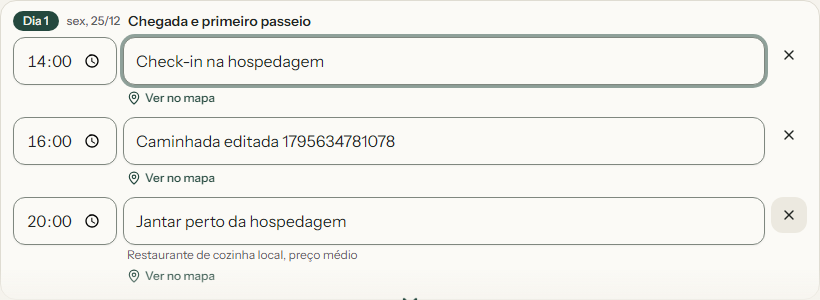 Dia 1 sex, 25/12 Chegada e primeiro passeio
14:00 Check-in na hospedagem
Ver no mapa
16:00 Caminhada editada 1795634781078
Ver no mapa
20:00 Jantar perto da hospedagem
Restaurante de cozinha local, preço médio
Ver no mapa